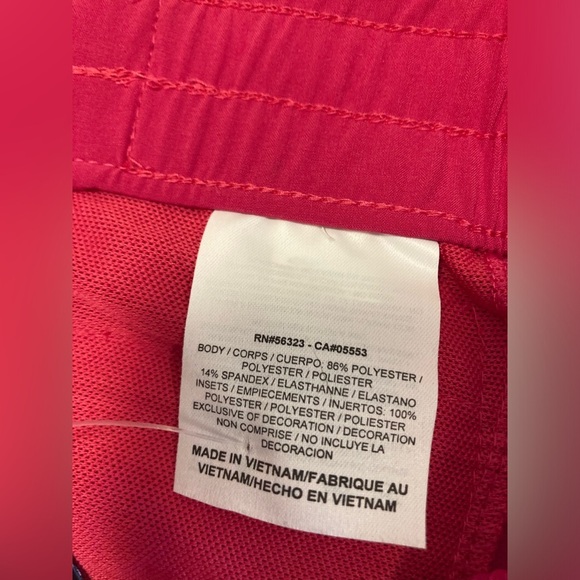 RN#56323 - CA#05553
BODY / CORPS / CUERPO: 86% POLYESTER /
POLYESTER / POLIESTER
14% SPANDEX / ELASTHANNE / ELASTANO
INSETS / EMPIECEMENTS / INJERTOS: 100%
POLYESTER / POLYESTER / POLIESTER
EXCLUSIVE OF DECORATION / DECORATION
NON COMPRISE / NO INCLUYE LA
DECORACION
MADE IN VIETNAM/FABRIQUE AU
VIETNAM/HECHO EN VIETNAM